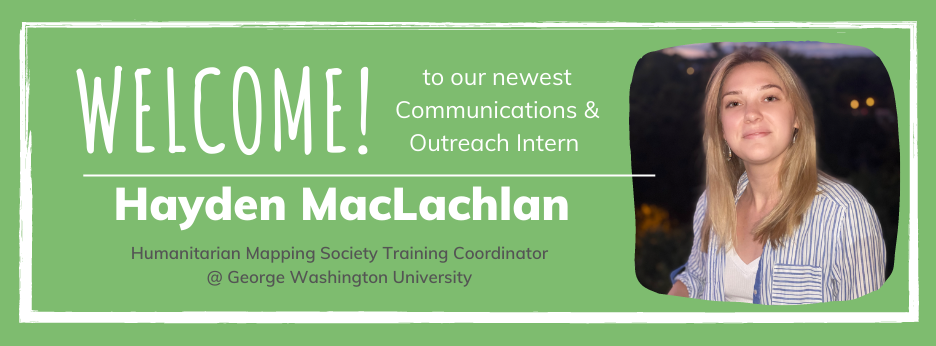 WELCOME!
to our newest
Communications &
Outreach Intern
Hayden MacLachlan
Humanitarian Mapping Society Training Coordinator
@ George Washington University